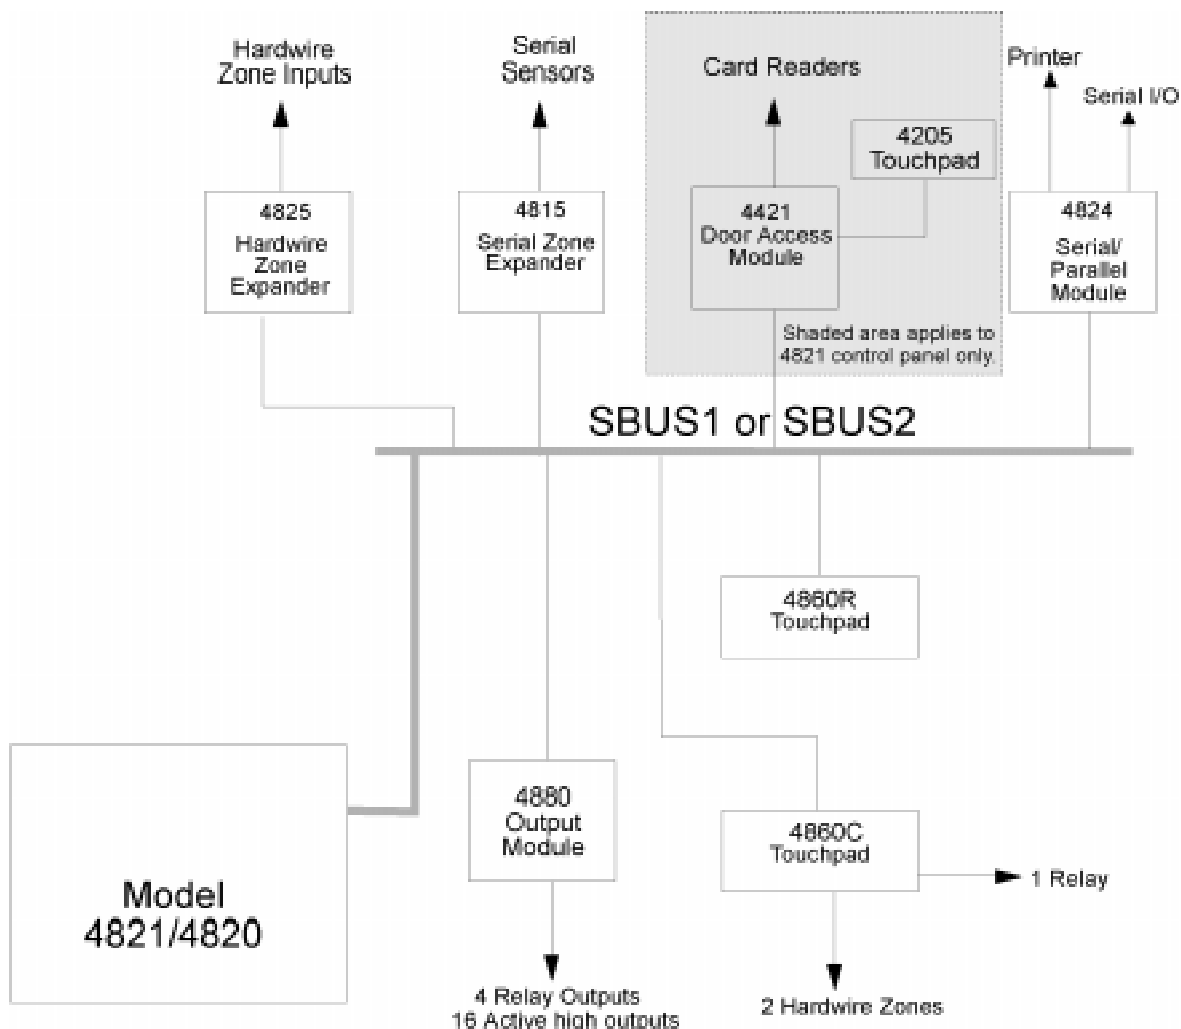 Hardwire
Zone Inputs
Serial
Sensors
Card Readers
Printer
Serial I/O
4205
Touchpad
4825
Hardwire
Zone
Expander
4815
Serial Zone
Expander
4421
Door Access
Module
4824
Serial/
Parallel
Module
Shaded area applies to
4821 control panel only.
SBUS1 or SBUS2
4860R
Touchpad
4880
Output
Module
4860C
Touchpad
1 Relay
Model
4821/4820
4 Relay Outputs
16 Active high outputs
2 Hardwire Zones